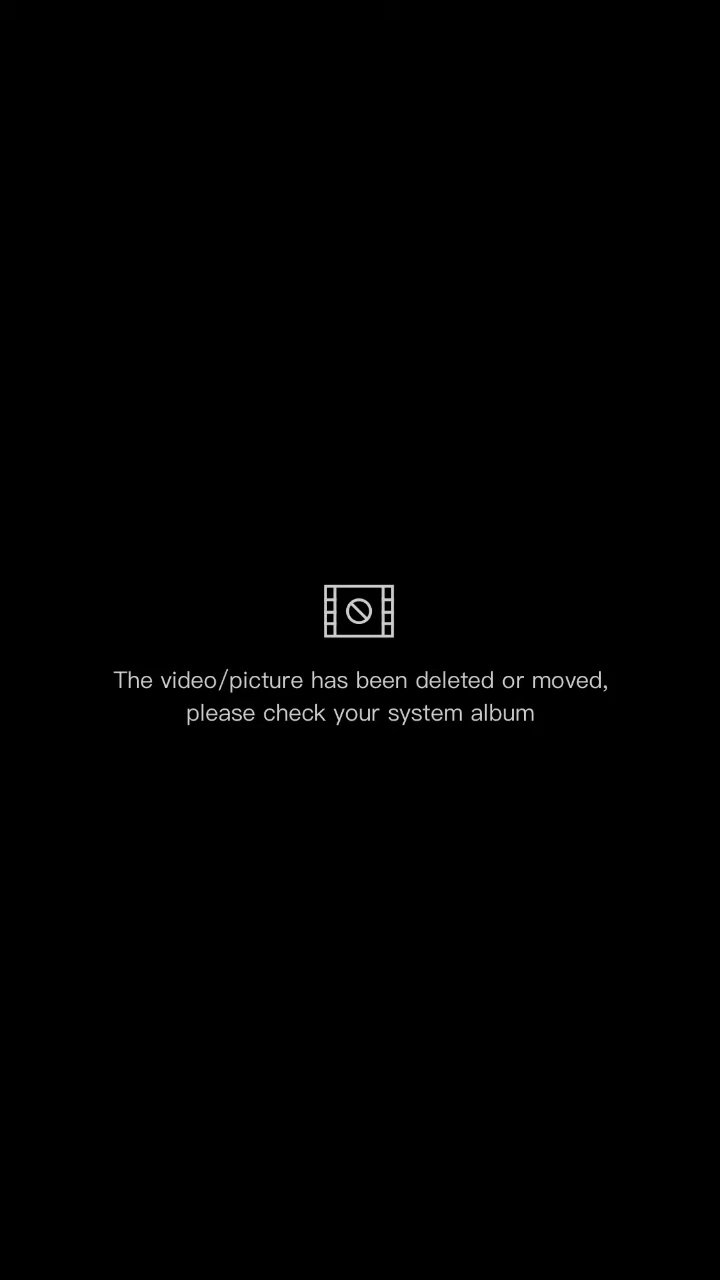 The video/picture has been deleted or moved,
please check your system album